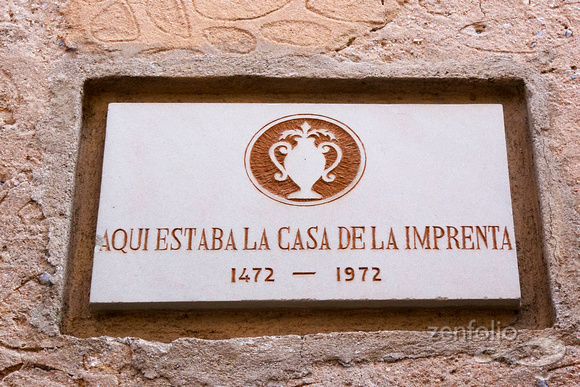 AQUI ESTABA LA CASA DE LA IMPRENTA
1472 — 1972
zenfolio